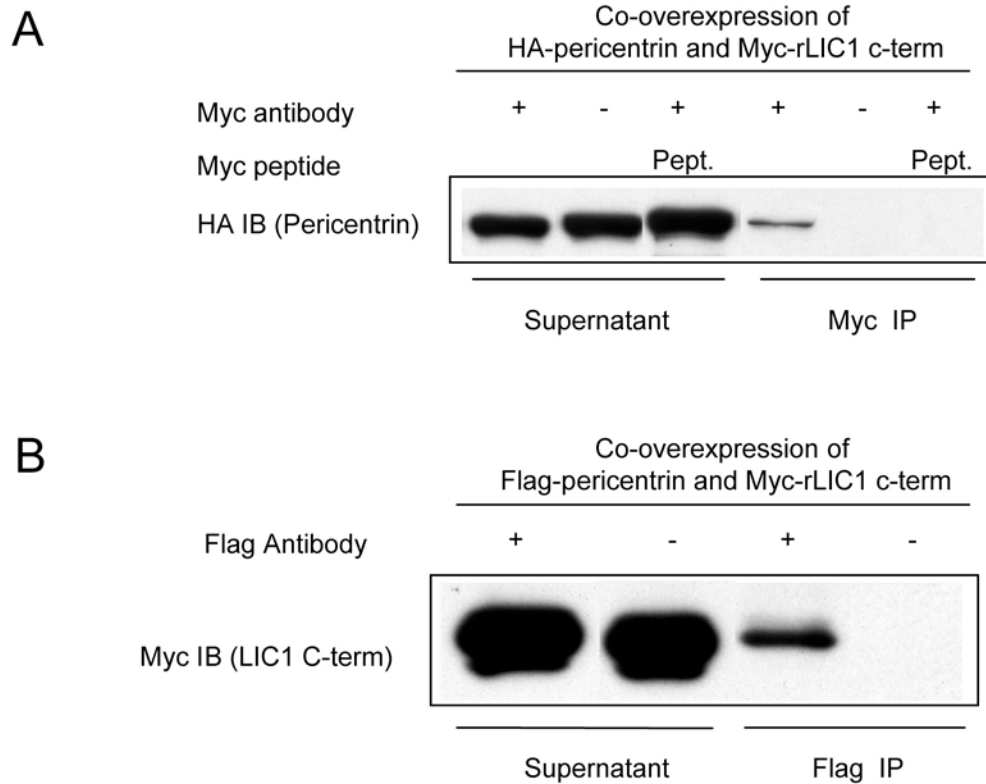 A
Co-overexpression of
HA-pericentrin and Myc-rLIC1 c-term
Myc antibody + - + + - +
Myc peptide Pept. Pept.
HA IB (Pericentrin)
Supernatant Myc IP
B
Co-overexpression of
Flag-pericentrin and Myc-rLIC1 c-term
Flag Antibody + - + -
Myc IB (LIC1 C-term)
Supernatant Flag IP